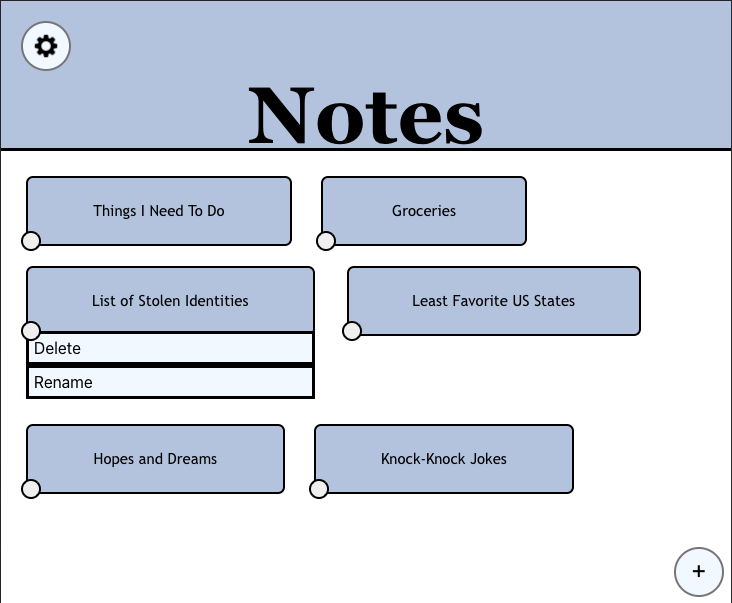 Notes
Things I Need To Do
Groceries
List of Stolen Identities
Least Favorite US States
Delete
Rename
Hopes and Dreams
Knock-Knock Jokes
+